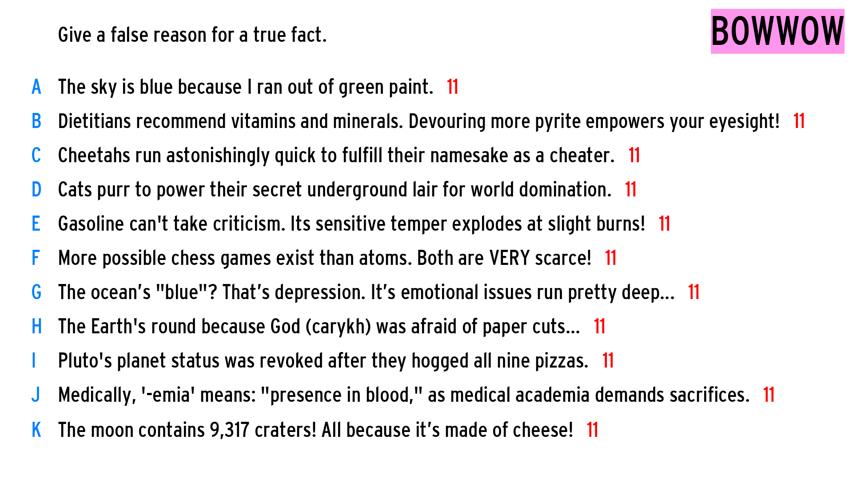 Give a false reason for a true fact.
BOWWOW
A The sky is blue because I ran out of green paint. 11
B Dietitians recommend vitamins and minerals. Devouring more pyrite empowers your eyesight! 11
C Cheetahs run astonishingly quick to fulfill their namesake as a cheater. 11
D Cats purr to power their secret underground lair for world domination. 11
E Gasoline can't take criticism. Its sensitive temper explodes at slight burns! 11
F More possible chess games exist than atoms. Both are VERY scarce! 11
G The ocean’s "blue"? That’s depression. It’s emotional issues run pretty deep... 11
H The Earth's round because God (carykh) was afraid of paper cuts... 11
I Pluto's planet status was revoked after they hogged all nine pizzas. 11
J Medically, '-emia' means: "presence in blood," as medical academia demands sacrifices. 11
K The moon contains 9,317 craters! All because it’s made of cheese! 11